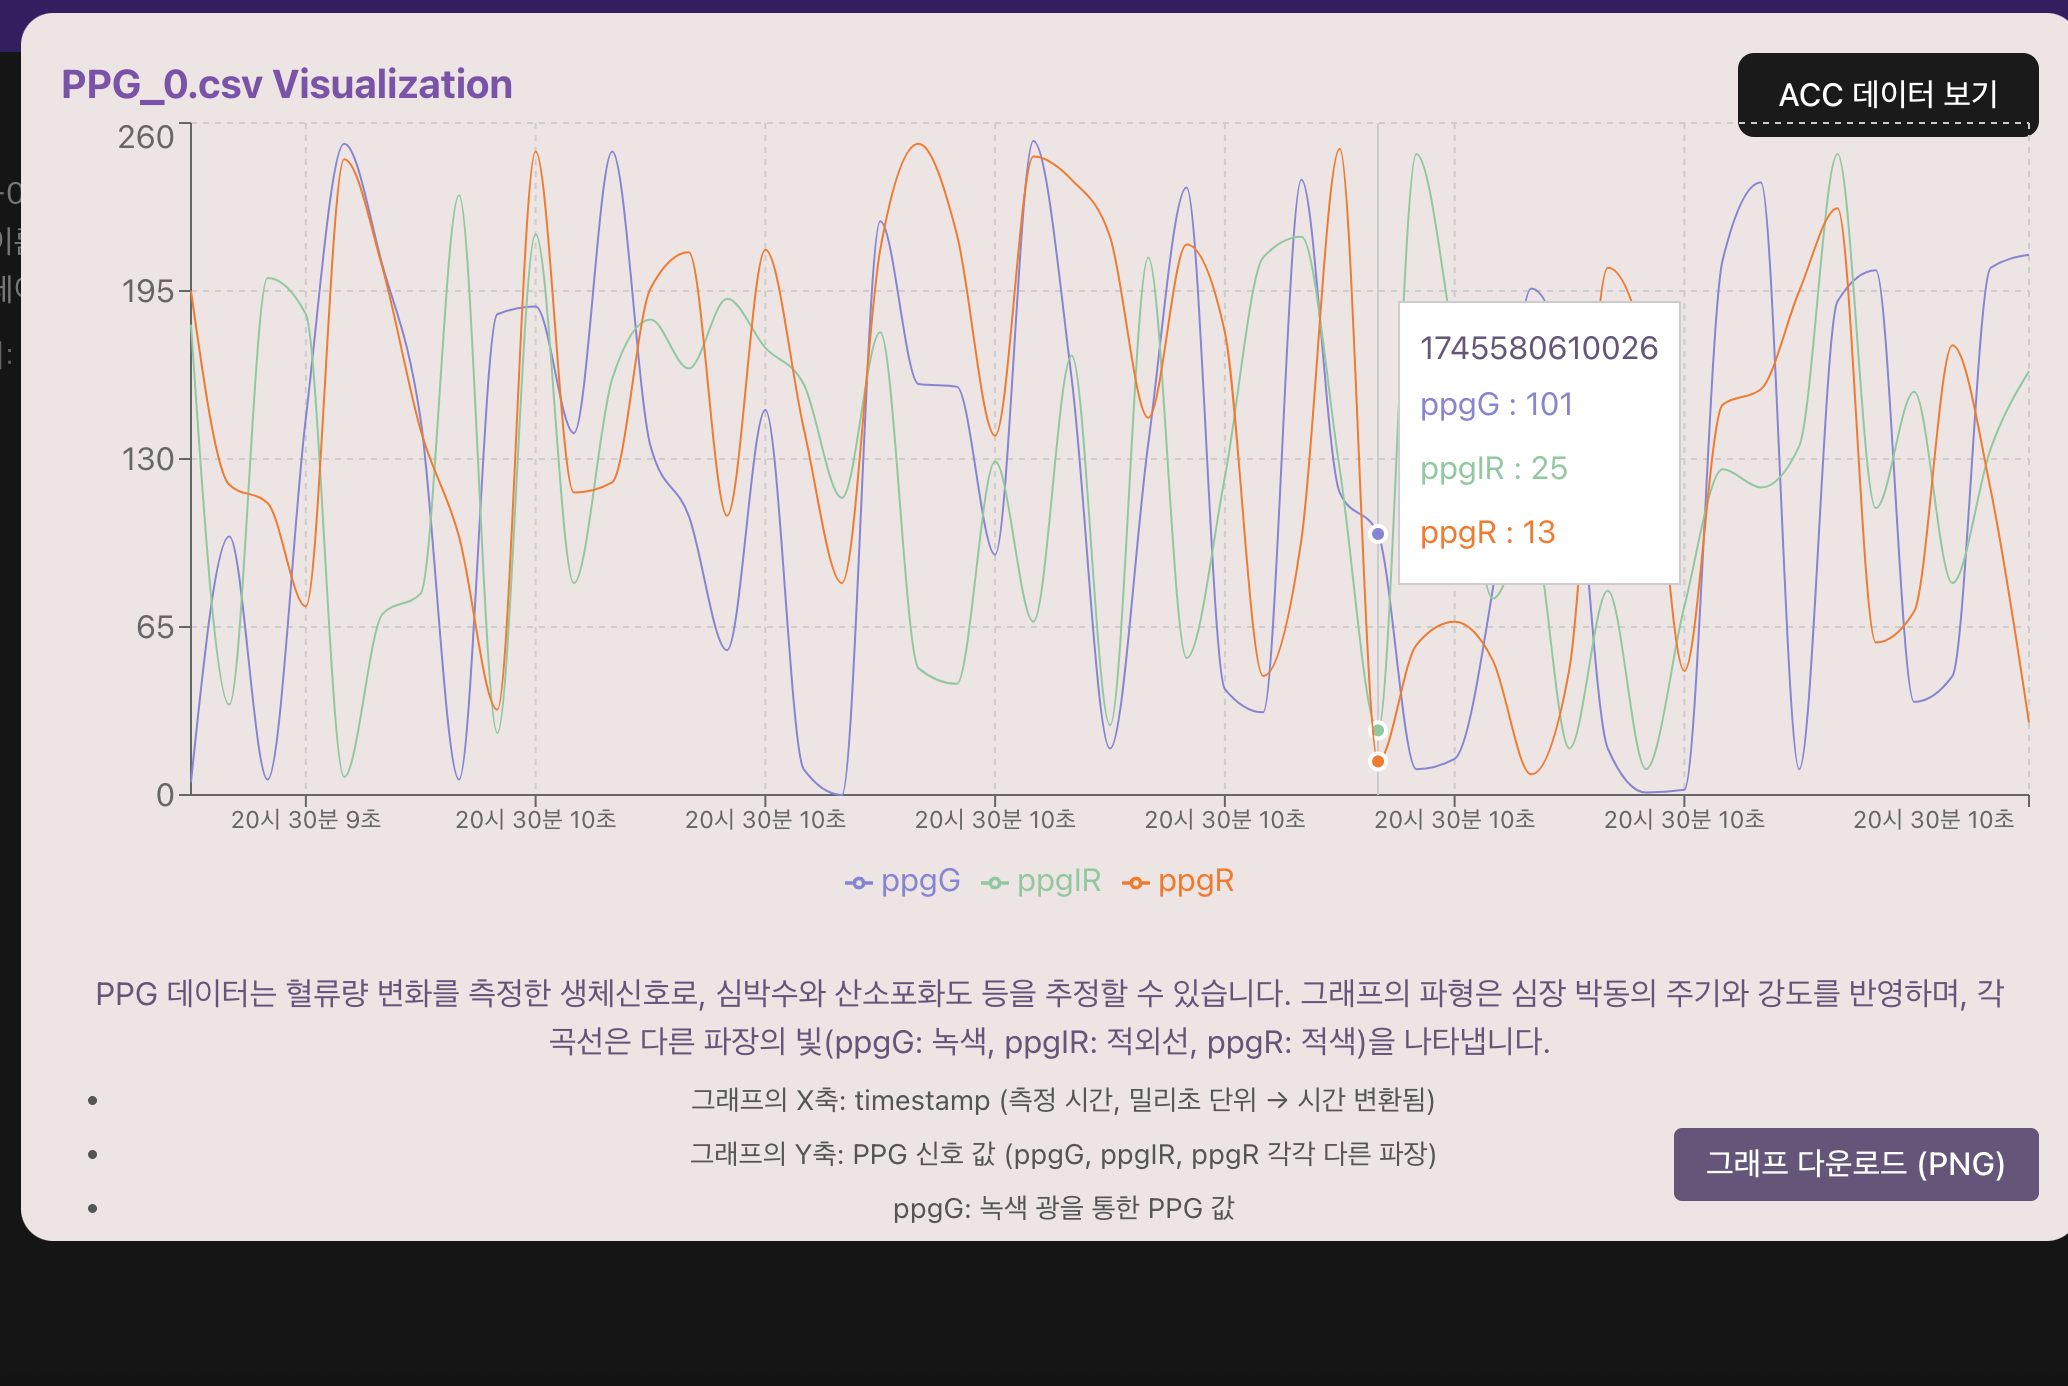 PPG_0.csv Visualization
ACC 데이터 보기
260
195
130
65
0
1745580610026
ppgG : 101
ppgIR : 25
ppgR : 13
20시 30분 9초
20시 30분 10초
20시 30분 10초
20시 30분 10초
20시 30분 10초
20시 30분 10초
20시 30분 10초
20시 30분 10초
ppgG
ppgIR
ppgR
PPG 데이터는 혈류량 변화를 측정한 생체신호로, 심박수와 산소포화도 등을 추정할 수 있습니다. 그래프의 파형은 심장 박동의 주기와 강도를 반영하며, 각
곡선은 다른 파장의 빛(ppgG: 녹색, ppgIR: 적외선, ppgR: 적색)을 나타냅니다.
• 그래프의 X축: timestamp (측정 시간, 밀리초 단위 → 시간 변환됨)
• 그래프의 Y축: PPG 신호 값 (ppgG, ppgIR, ppgR 각각 다른 파장)
• ppgG: 녹색 광을 통한 PPG 값
그래프 다운로드 (PNG)